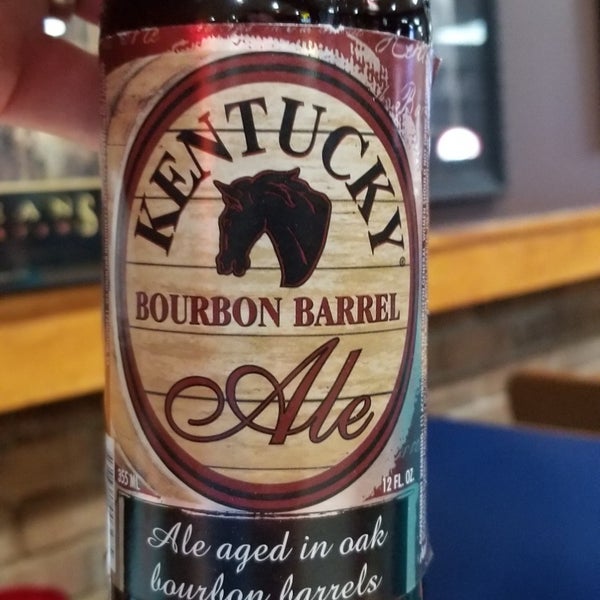 KENTUCKY
BOURBON BARREL
Ale
355 ML
12 FL. OZ.
Ale aged in oak
bourbon barrels